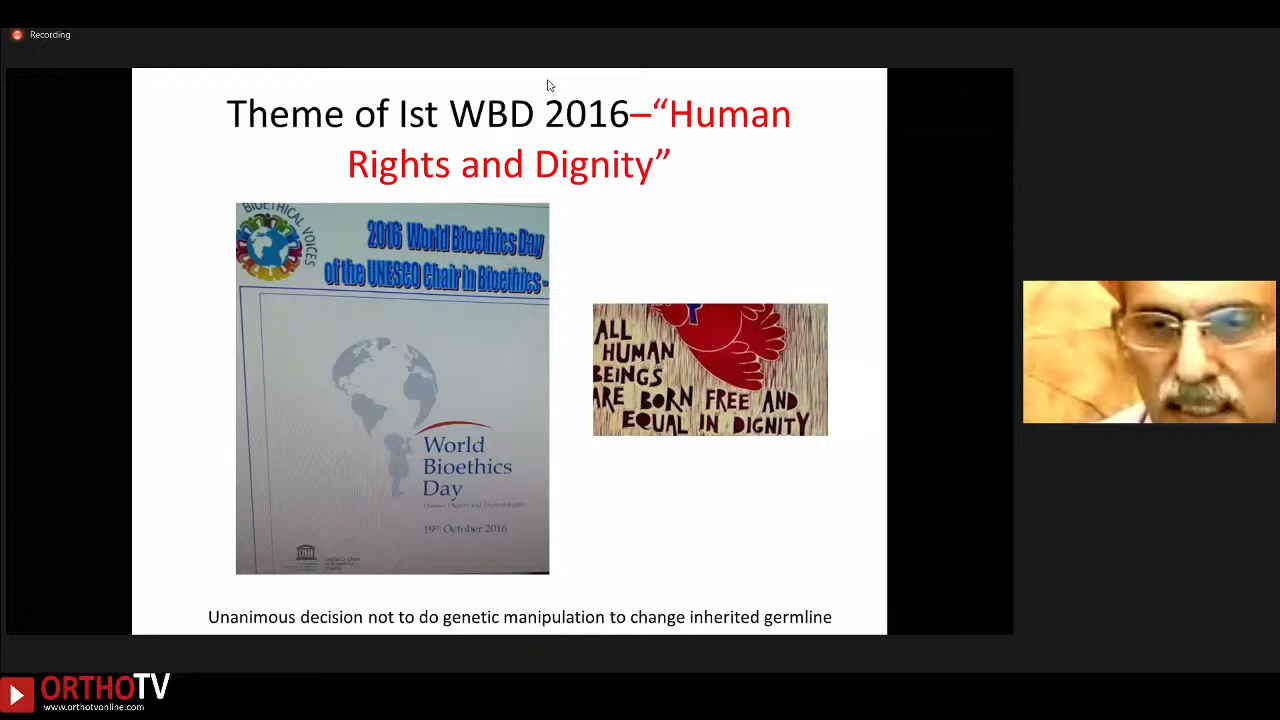 Recording
Theme of Ist WBD 2016–“Human
Rights and Dignity”
BIOETHICAL VOICES
2016 World Bioethics Day
of the UNESCO Chair in Bioethics -
World
Bioethics
Day
19th October 2016
ALL
HUMAN
BEINGS
ARE BORN FREE AND
EQUAL IN DIGNITY
Unanimous decision not to do genetic manipulation to change inherited germline
ORTHOTV
www.orthotvonline.com